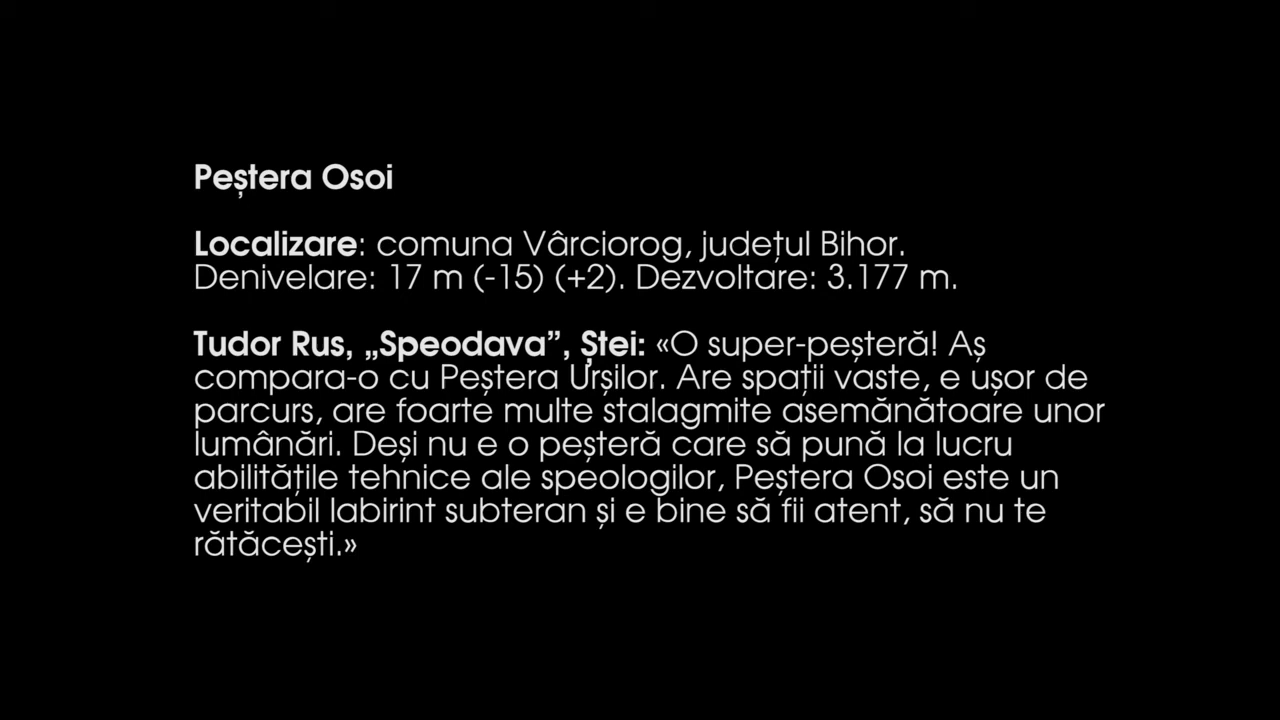 Peștera Osoi
Localizare: comuna Vârciorog, județul Bihor.
Denivelare: 17 m (-15) (+2). Dezvoltare: 3.177 m.
Tudor Rus, „Speodava”, Ștei: «O super-peșteră! Aș
compara-o cu Peștera Urșilor. Are spații vaste, e ușor de
parcurs, are foarte multe stalagmite asemănătoare unor
lumânări. Deși nu e o peșteră care să pună la lucru
abilitățile tehnice ale speologilor, Peștera Osoi este un
veritabil labirint subteran și e bine să fii atent, să nu te
rătăcești.»